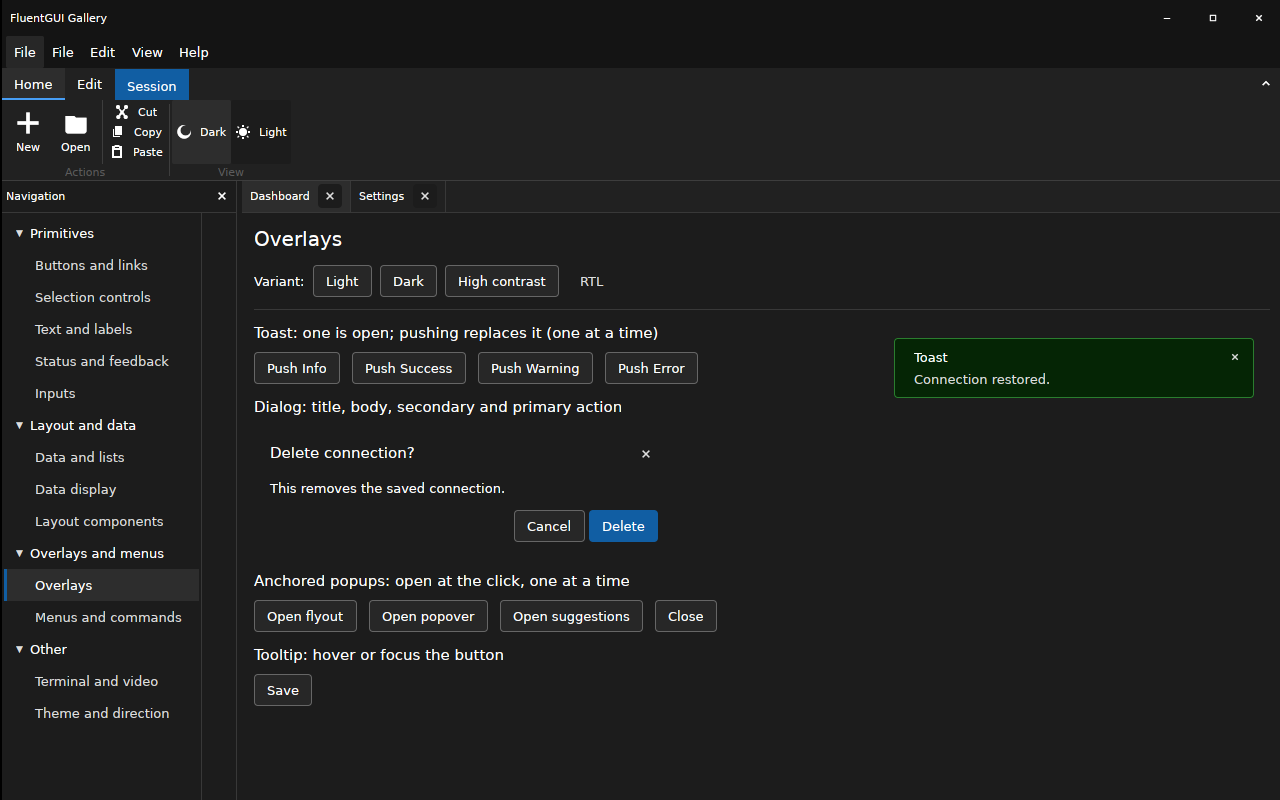 FluentGUI Gallery
File File Edit View Help
Home Edit Session
New Open Cut Copy Paste Dark Light
Actions View
Navigation
Dashboard Settings
Primitives
Buttons and links
Selection controls
Text and labels
Status and feedback
Inputs
Layout and data
Data and lists
Data display
Layout components
Overlays and menus
Overlays
Menus and commands
Other
Terminal and video
Theme and direction
Overlays
Variant: Light Dark High contrast RTL
Toast: one is open; pushing replaces it (one at a time)
Push Info Push Success Push Warning Push Error
Toast
Connection restored.
Dialog: title, body, secondary and primary action
Delete connection?
This removes the saved connection.
Cancel Delete
Anchored popups: open at the click, one at a time
Open flyout Open popover Open suggestions Close
Tooltip: hover or focus the button
Save